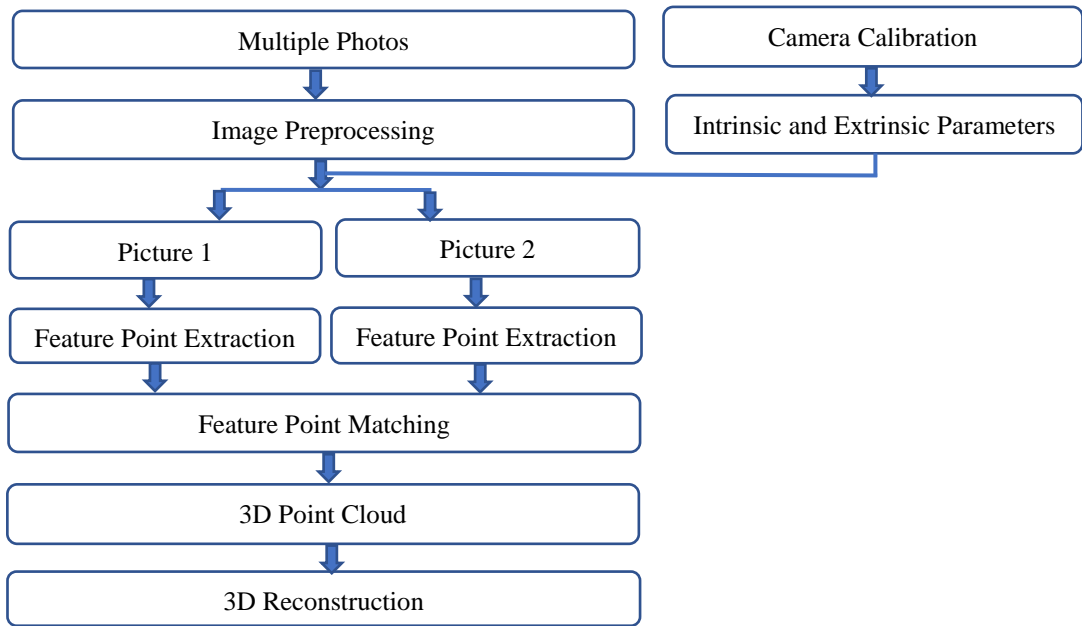 Multiple Photos
Camera Calibration
Image Preprocessing
Intrinsic and Extrinsic Parameters
Picture 1
Picture 2
Feature Point Extraction
Feature Point Extraction
Feature Point Matching
3D Point Cloud
3D Reconstruction